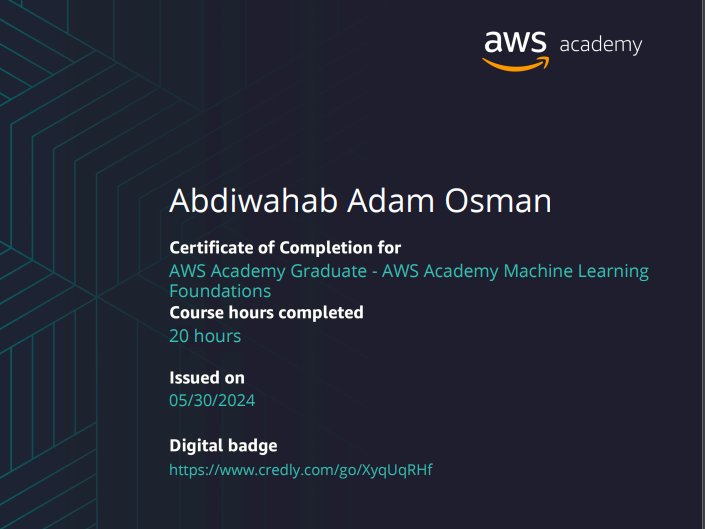 aws academy
Abdiwahab Adam Osman
Certificate of Completion for
AWS Academy Graduate - AWS Academy Machine Learning
Foundations
Course hours completed
20 hours
Issued on
05/30/2024
Digital badge
https://www.credly.com/go/XyqUqRHf